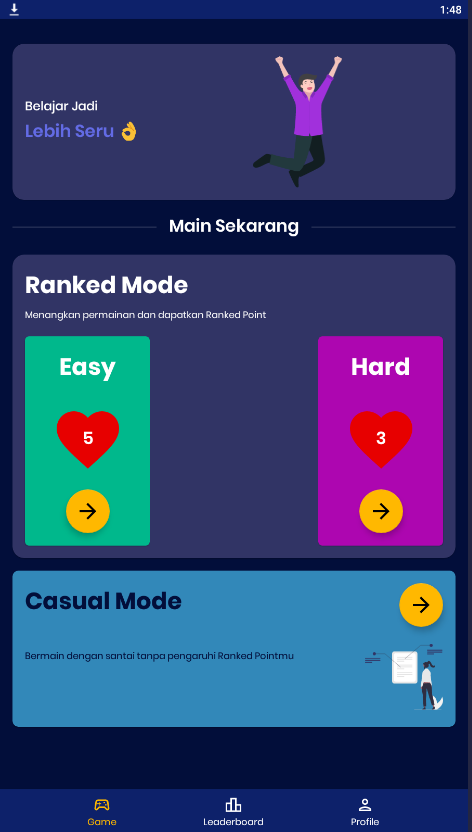 1:48
Belajar Jadi
Lebih Seru 👌
Main Sekarang
Ranked Mode
Menangkan permainan dan dapatkan Ranked Point
Easy
Hard
5
3
Casual Mode
Bermain dengan santai tanpa pengaruhi Ranked Pointmu
Game
Leaderboard
Profile